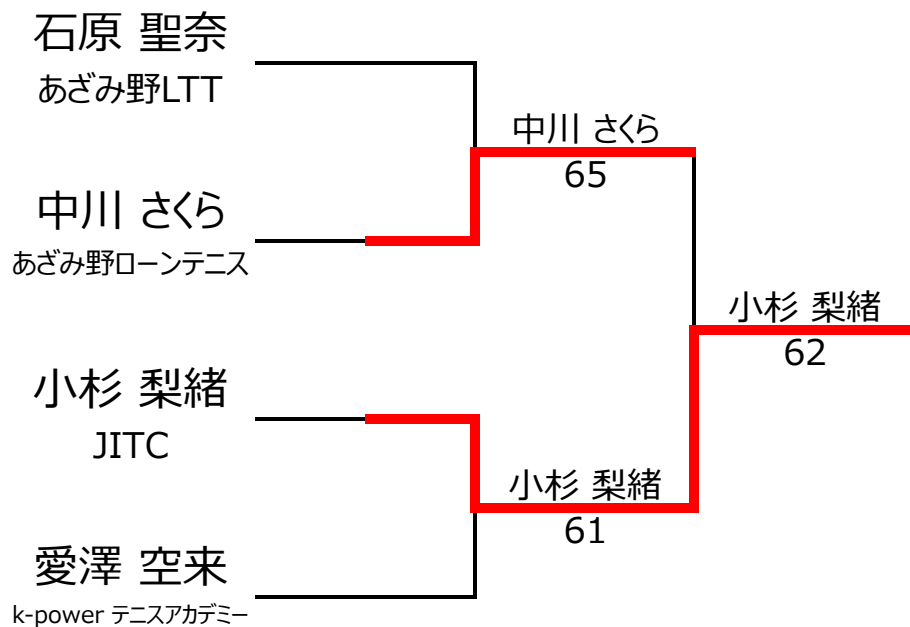 石原 聖奈
あざみ野LTT
中川 さくら
65
中川 さくら
あざみ野ローンテニス
小杉 梨緒
62
小杉 梨緒
JITC
小杉 梨緒
61
愛澤 空来
k-power テニスアカデミー